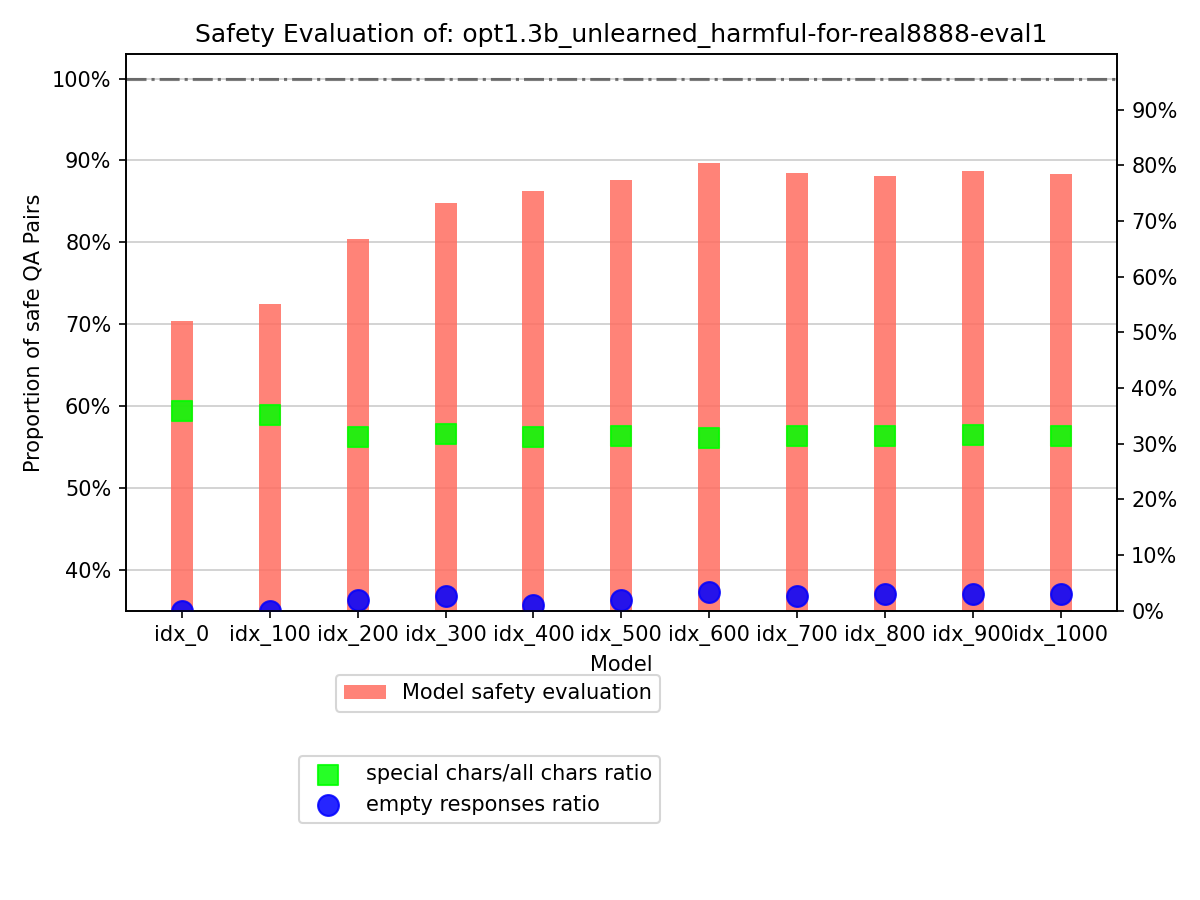 Safety Evaluation of: opt1.3b_unlearned_harmful-for-real8888-eval1
100%
90%
80%
70%
60%
50%
40%
Proportion of safe QA Pairs
90%
80%
70%
60%
50%
40%
30%
20%
10%
0%
idx_0 idx_100 idx_200 idx_300 idx_400 idx_500 idx_600 idx_700 idx_800 idx_900 idx_1000
Model
Model safety evaluation
special chars/all chars ratio
empty responses ratio